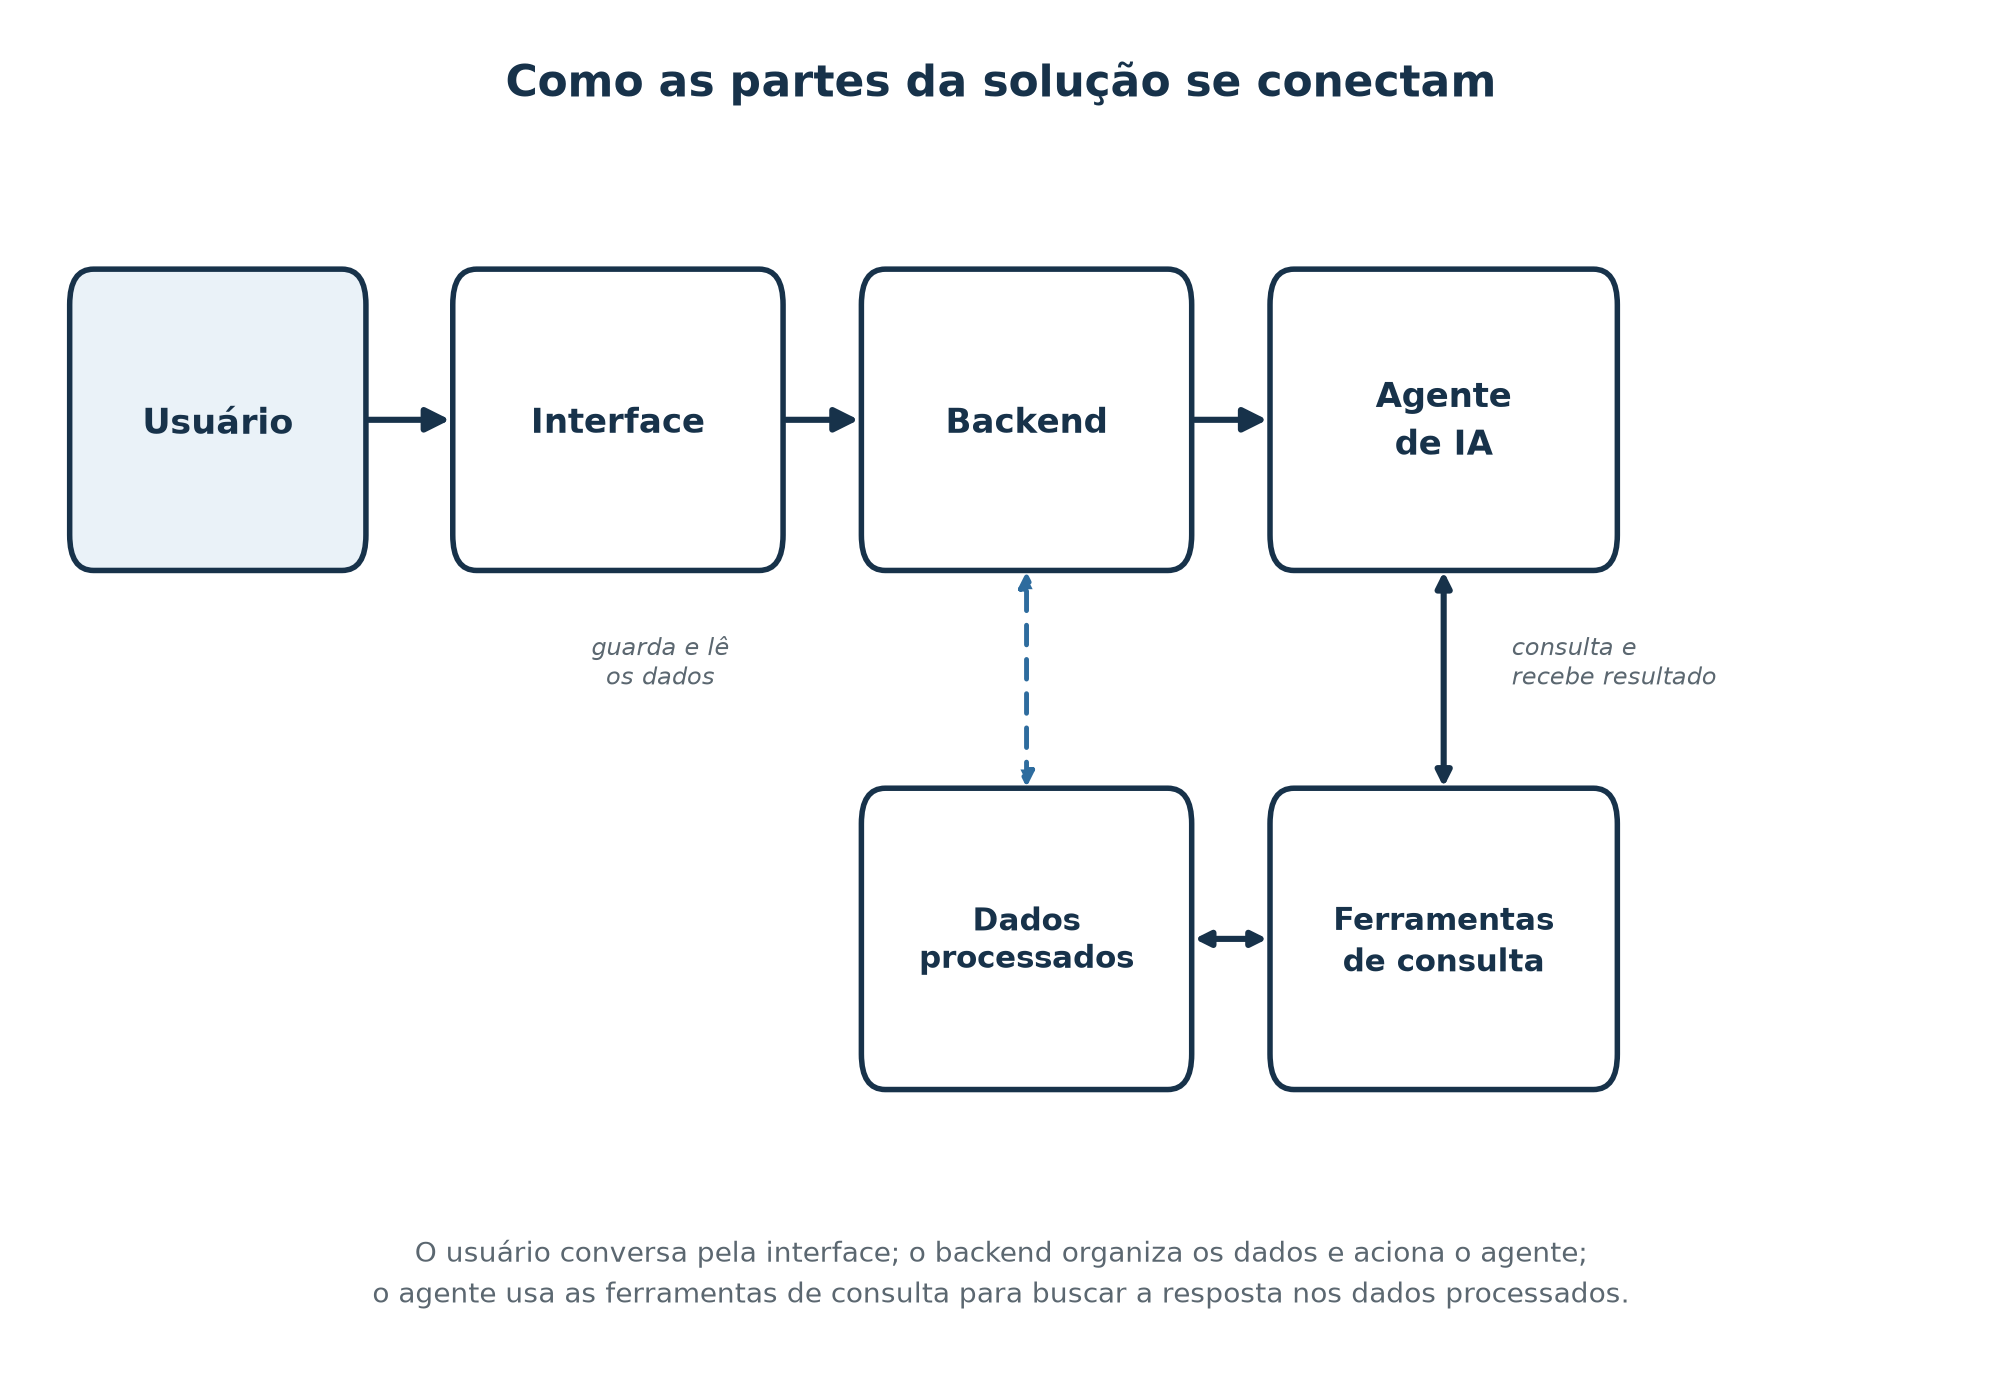 Como as partes da solução se conectam
Usuário
Interface
Backend
Agente
de IA
guarda e lê
os dados
consulta e
recebe resultado
Dados
processados
Ferramentas
de consulta
O usuário conversa pela interface; o backend organiza os dados e aciona o agente;
o agente usa as ferramentas de consulta para buscar a resposta nos dados processados.